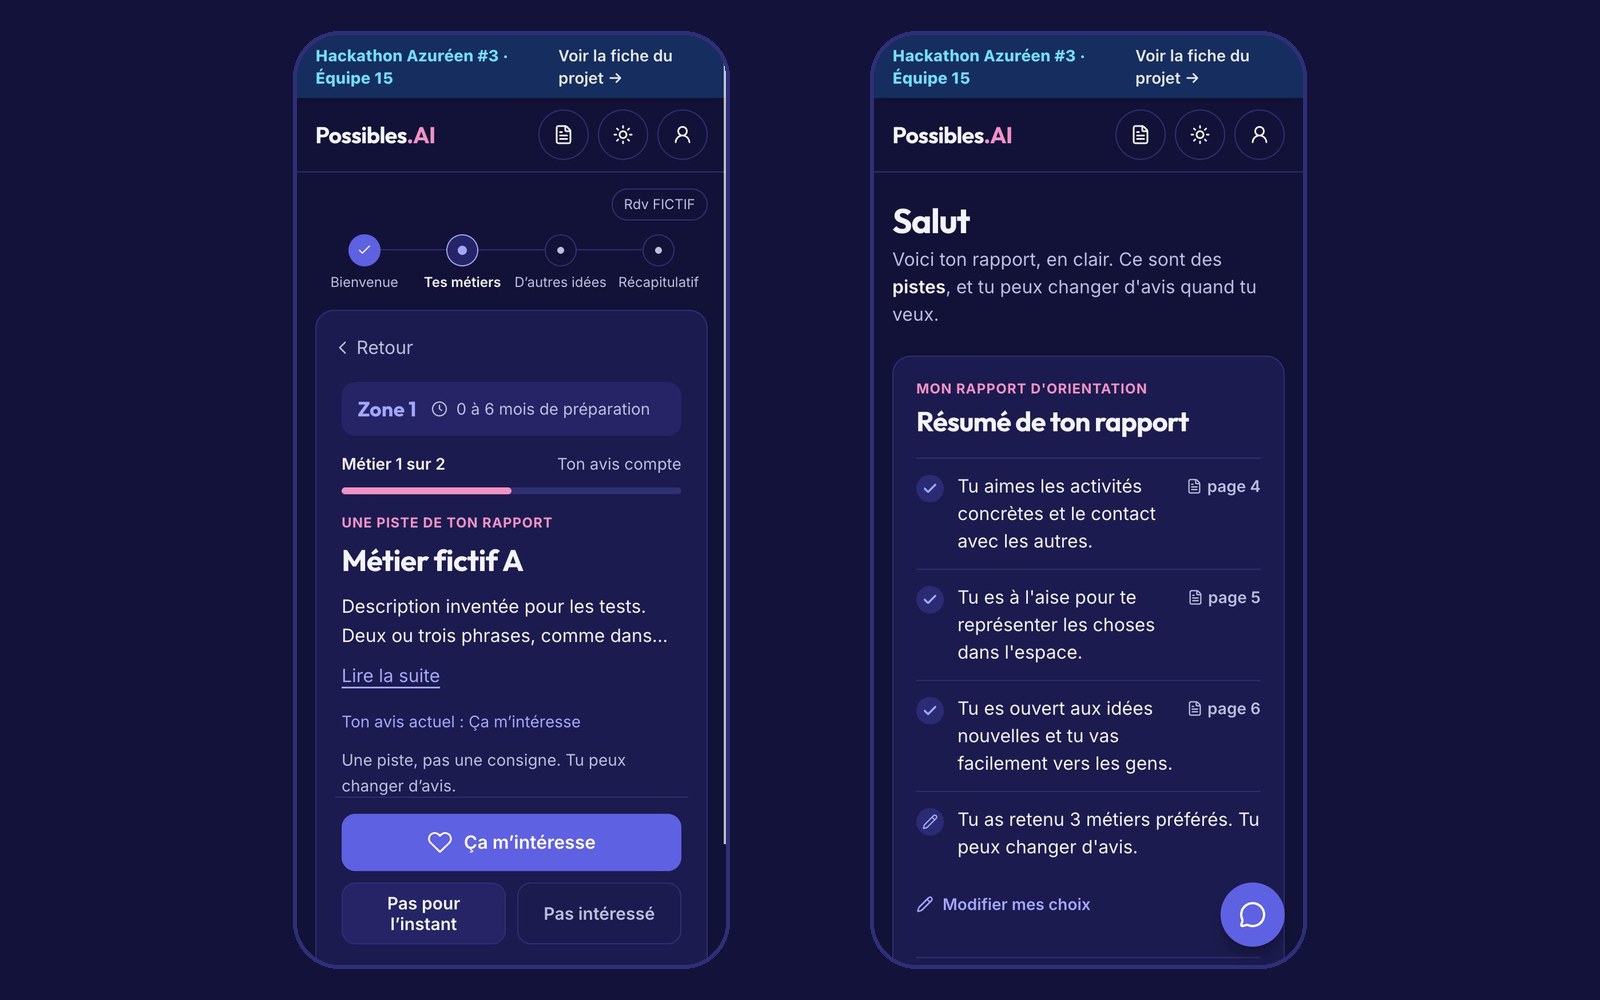 Hackathon Azuréen #3 ·
Équipe 15
Voir la fiche du
projet →
Possibles.AI
Rdv FICTIF
Bienvenue
Tes métiers
D’autres idées
Récapitulatif
Retour
Zone 1
0 à 6 mois de préparation
Métier 1 sur 2
Ton avis compte
UNE PISTE DE TON RAPPORT
Métier fictif A
Description inventée pour les tests.
Deux ou trois phrases, comme dans...
Lire la suite
Ton avis actuel : Ça m’intéresse
Une piste, pas une consigne. Tu peux
changer d’avis.
Ça m’intéresse
Pas pour
l’instant
Pas intéressé
Hackathon Azuréen #3 ·
Équipe 15
Voir la fiche du
projet →
Possibles.AI
Salut
Voici ton rapport, en clair. Ce sont des
pistes, et tu peux changer d'avis quand tu
veux.
MON RAPPORT D'ORIENTATION
Résumé de ton rapport
Tu aimes les activités
concrètes et le contact
avec les autres.
page 4
Tu es à l'aise pour te
représenter les choses
dans l'espace.
page 5
Tu es ouvert aux idées
nouvelles et tu vas
facilement vers les gens.
page 6
Tu as retenu 3 métiers préférés. Tu
peux changer d'avis.
Modifier mes choix